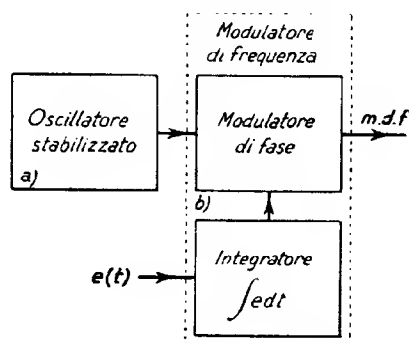 Modulatore
di frequenza
Oscillatore
stabilizzato
a)
Modulatore
di fase
m.d.f
b)
e(t)
Integratore
∫edt